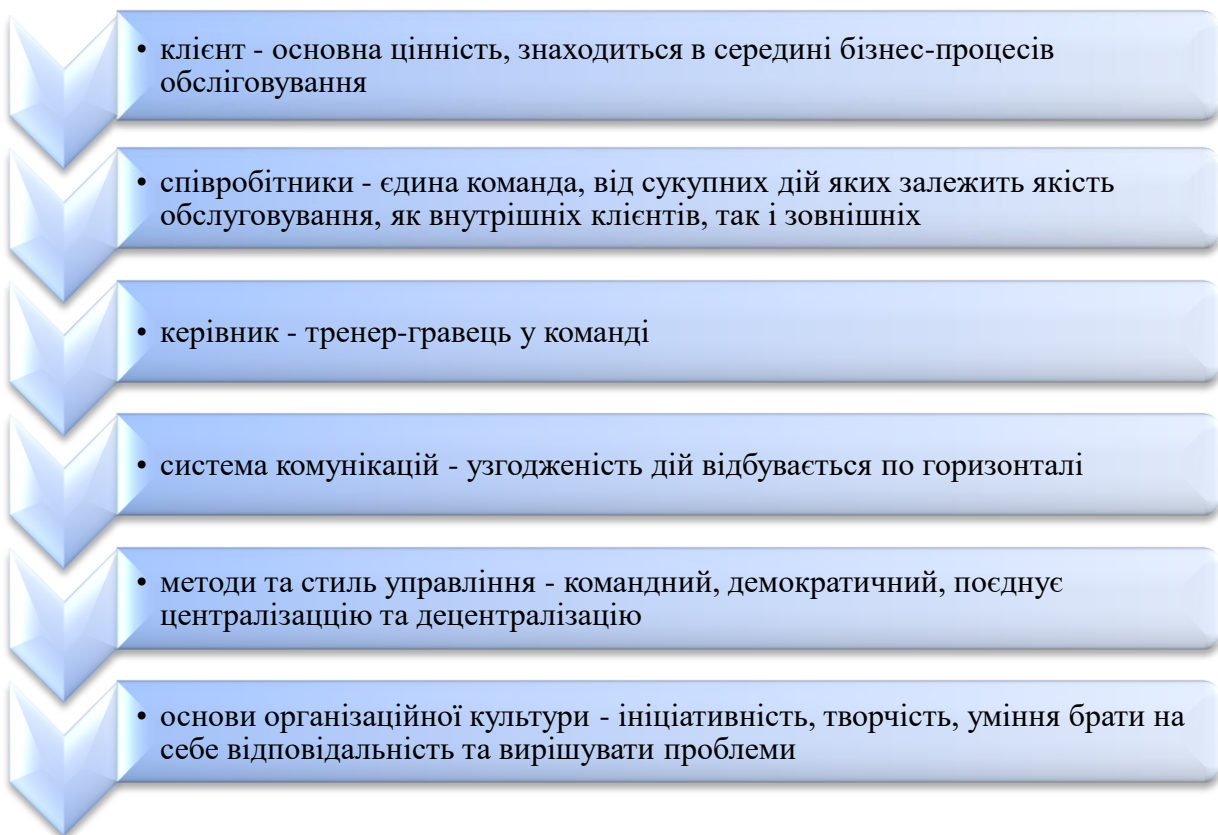 • клієнт - основна цінність, знаходиться в середині бізнес-процесів
обсліговування
• співробітники - єдина команда, від сукупних дій яких залежить якість
обслуговування, як внутрішніх клієнтів, так і зовнішніх
• керівник - тренер-гравець у команді
• система комунікацій - узгодженість дій відбувається по горизонталі
• методи та стиль управління - командний, демократичний, поєднує
централізаццію та децентралізацію
• основи організаційної культури - ініціативність, творчість, уміння брати на
себе відповідальність та вирішувати проблеми